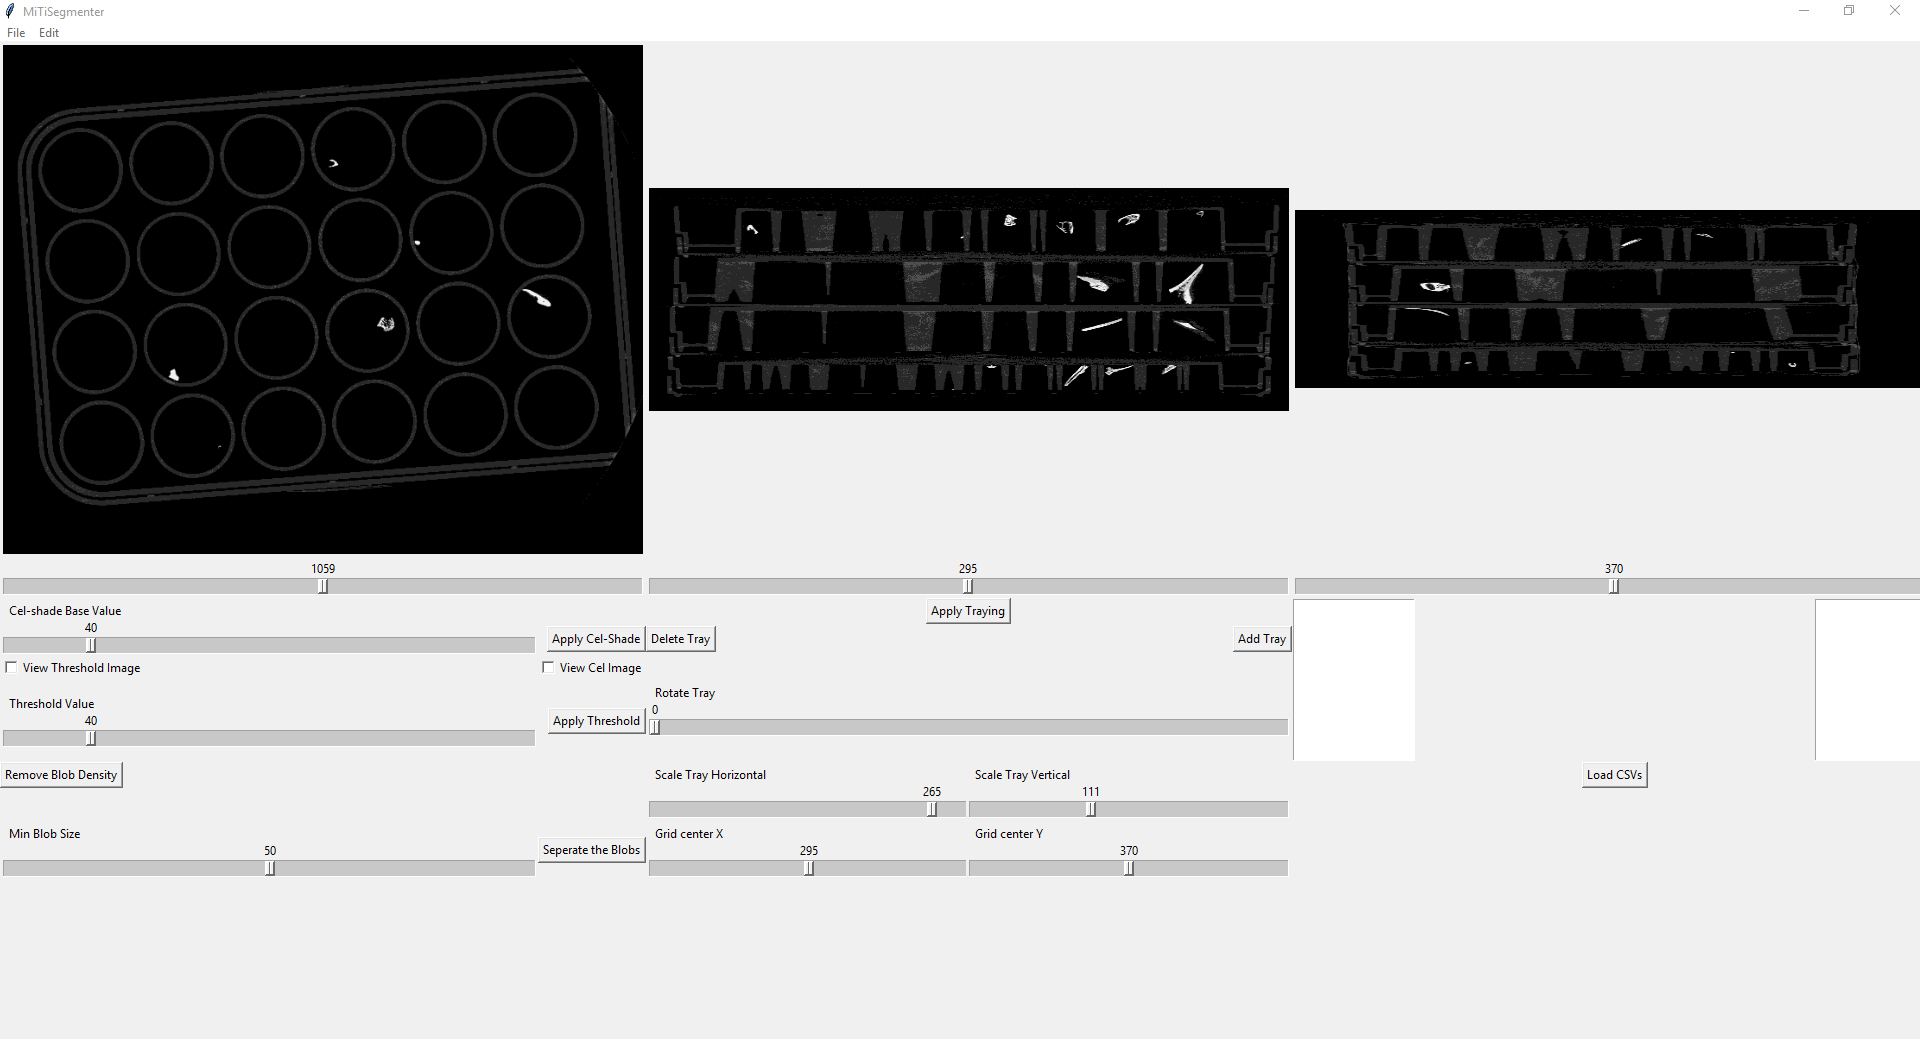 MiTiSegmenter
File Edit
1059
295
370
Cel-shade Base Value
40
Apply Cel-Shade
Delete Tray
Apply Traying
Add Tray
View Threshold Image
View Cel Image
Threshold Value
40
Apply Threshold
Rotate Tray
0
Remove Blob Density
Scale Tray Horizontal
265
Scale Tray Vertical
111
Load CSVs
Min Blob Size
50
Seperate the Blobs
Grid center X
295
Grid center Y
370